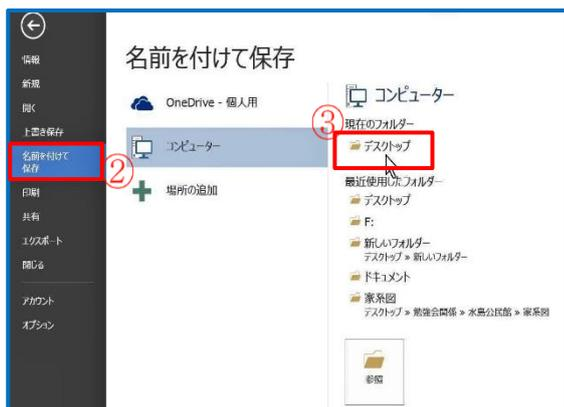 情報
新規
開く
上書き保存
名前を付けて
保存
印刷
共有
エクスポート
閉じる
アカウント
オプション
②
名前を付けて保存
OneDrive - 個人用
コンピューター
場所の追加
コンピューター
③
現在のフォルダー
デスクトップ
最近使用したフォルダー
デスクトップ
F:
新しいフォルダー
デスクトップ » 新しいフォルダー
ドキュメント
家系図
デスクトップ » 勉強会関係 » 水島公民館 » 家系図
参照